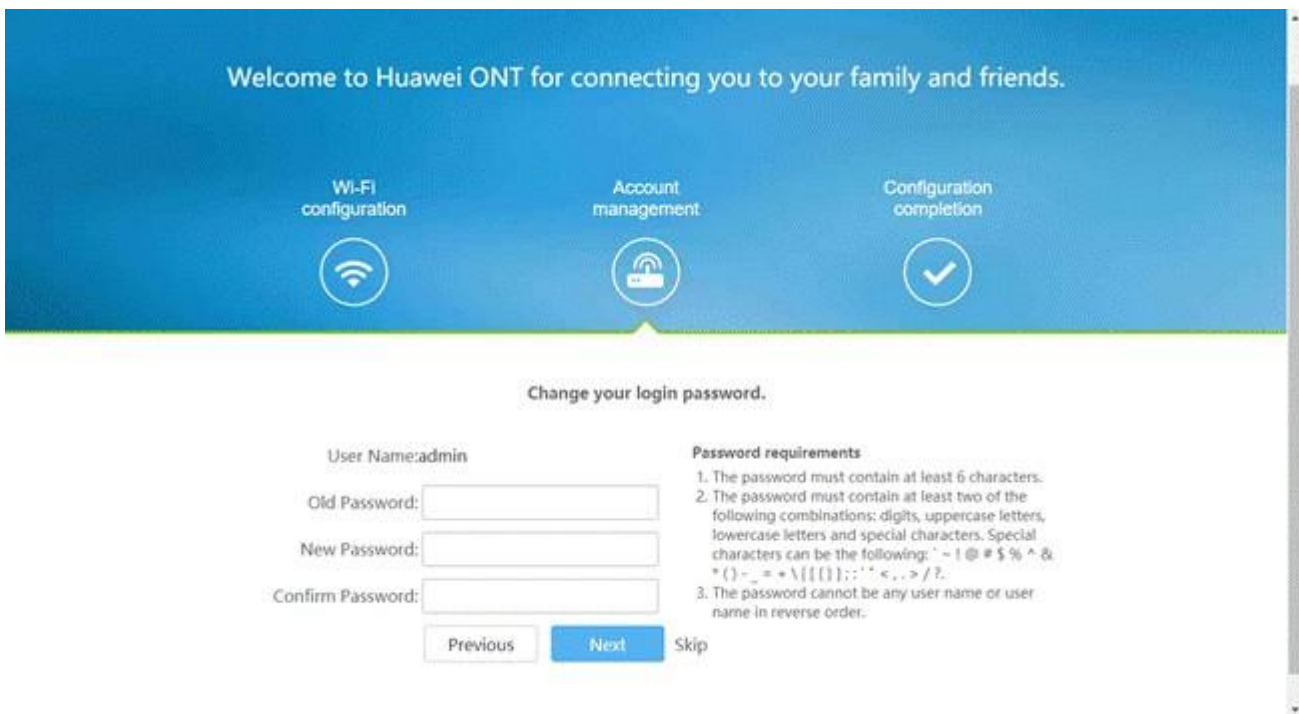 Welcome to Huawei ONT for connecting you to your family and friends.
Wi-Fi
configuration
Account
management
Configuration
completion
Change your login password.
User Name:admin
Old Password:
New Password:
Confirm Password:
Previous
Next
Skip
Password requirements
1. The password must contain at least 6 characters.
2. The password must contain at least two of the
following combinations: digits, uppercase letters,
lowercase letters and special characters. Special
characters can be the following: ` ~ ! @ # $ % ^ &
* ( ) - _ = + \
3. The password cannot be any user name or user
name in reverse order.